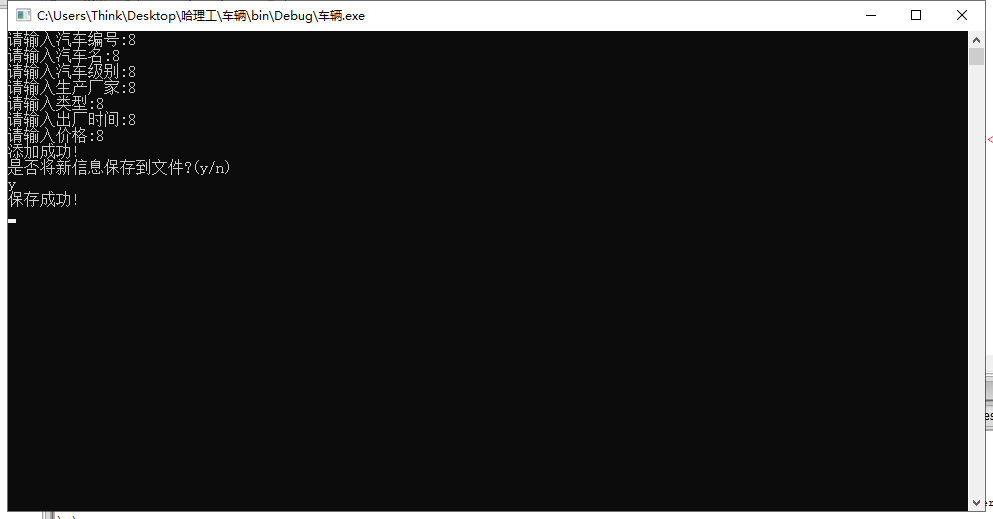 C:\Users\Think\Desktop\哈理工\车辆\bin\Debug\车辆.exe
请输入汽车编号:8
请输入汽车名:8
请输入汽车级别:8
请输入生产厂家:8
请输入类型:8
请输入出厂时间:8
请输入价格:8
添加成功!
是否将新信息保存到文件?(y/n)
y
保存成功!